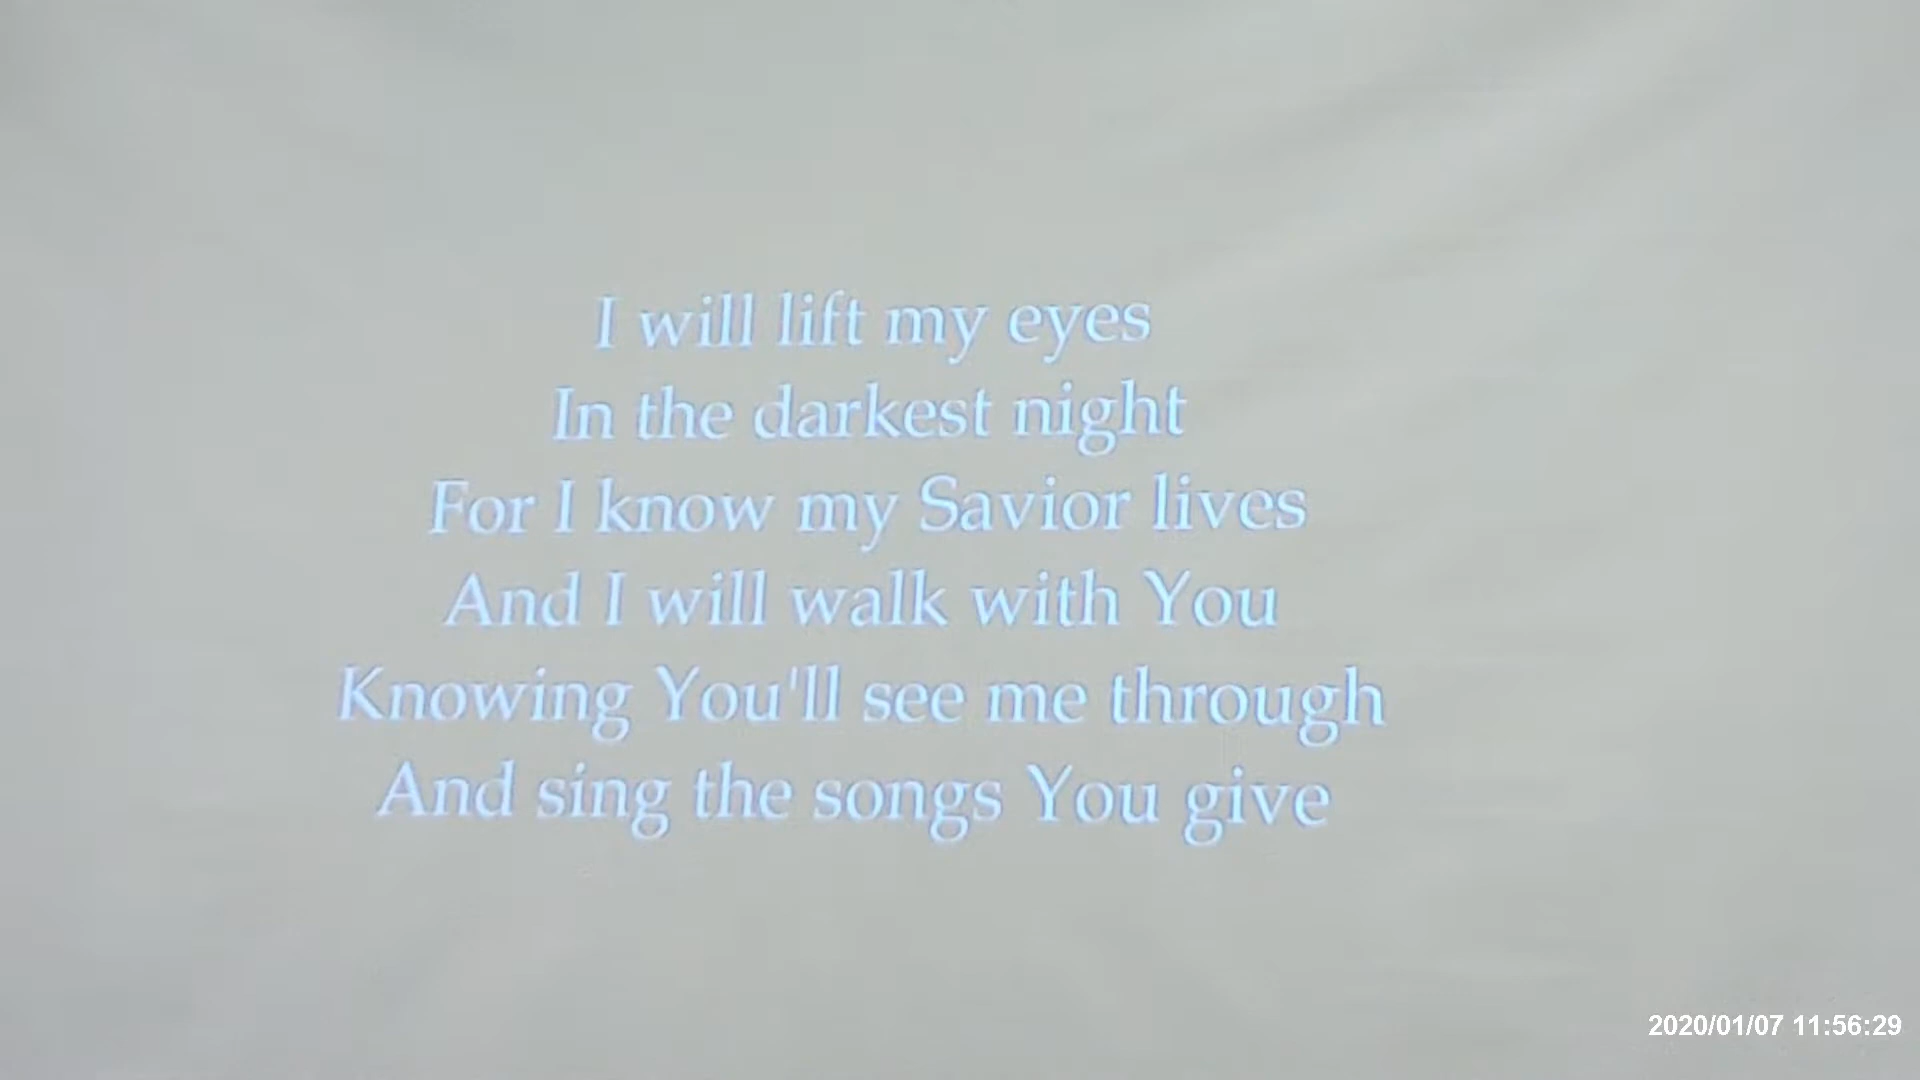 I will lift my eyes
In the darkest night
For I know my Savior lives
And I will walk with You
Knowing You'll see me through
And sing the songs You give
2020/01/07 11:56:29